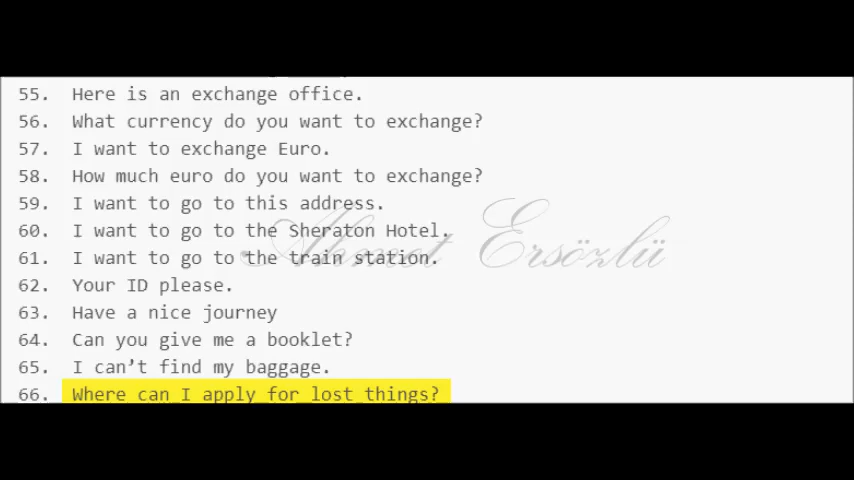 55. Here is an exchange office.
56. What currency do you want to exchange?
57. I want to exchange Euro.
58. How much euro do you want to exchange?
59. I want to go to this address.
60. I want to go to the Sheraton Hotel.
61. I want to go to the train station.
Ahmet Ersözlü
62. Your ID please.
63. Have a nice journey
64. Can you give me a booklet?
65. I can’t find my baggage.
66. Where can I apply for lost things?